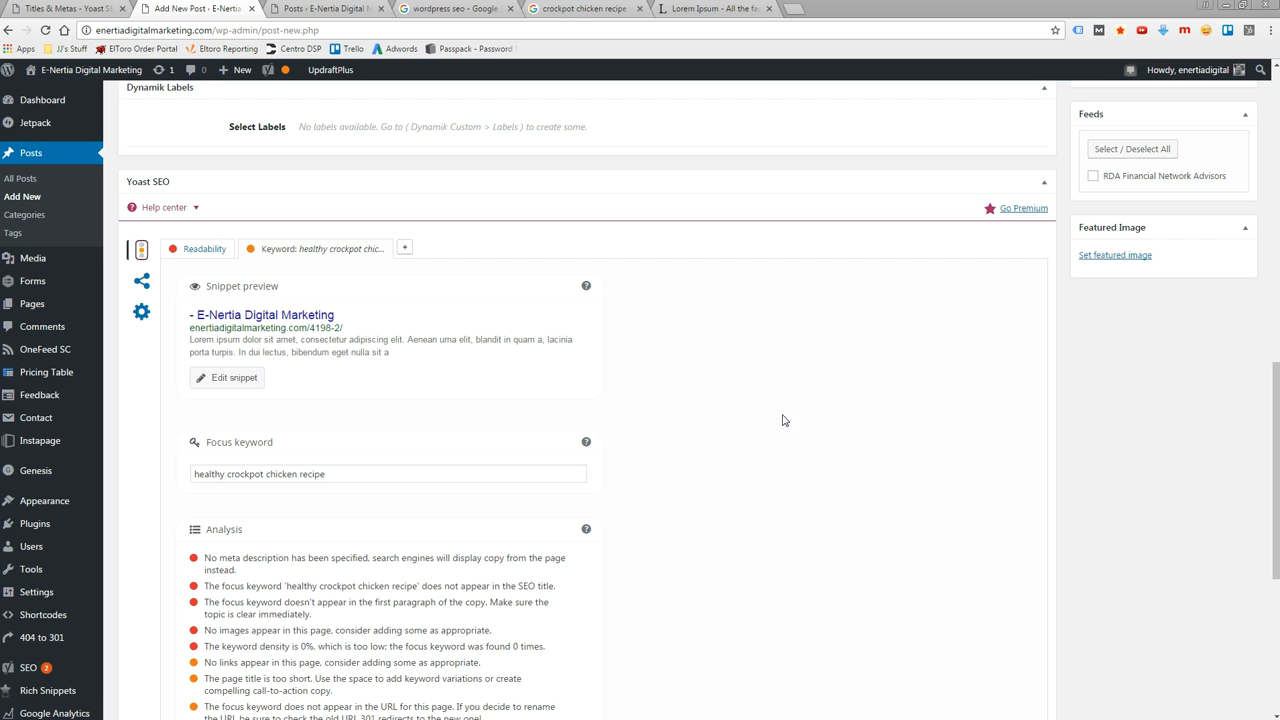 Titles & Metas - Yoast S
Add New Post ‹ E-Nertia
Posts ‹ E-Nertia Digital M
wordpress seo - Google
crockpot chicken recipe
Lorem Ipsum - All the fa
enertiadigitalmarketing.com/wp-admin/post-new.php
Apps
JJ's Stuff
ElToro Order Portal
Eltoro Reporting
Centro DSP
Trello
Adwords
Passpack - Password
E-Nertia Digital Marketing
1
0
New
UpdraftPlus
Howdy, enertiadigital
Dashboard
Jetpack
Posts
All Posts
Add New
Categories
Tags
Media
Forms
Pages
Comments
OneFeed SC
Pricing Table
Feedback
Contact
Instapage
Genesis
Appearance
Plugins
Users
Tools
Settings
Shortcodes
404 to 301
SEO 2
Rich Snippets
Google Analytics
Dynamik Labels
Select Labels
No labels available. Go to ( Dynamik Custom > Labels ) to create some.
Yoast SEO
Help center
Go Premium
Readability
Keyword: healthy crockpot chic...
+
Snippet preview
- E-Nertia Digital Marketing
enertiadigitalmarketing.com/4198-2/
Lorem ipsum dolor sit amet, consectetur adipiscing elit. Aenean urna elit, blandit in quam a, lacinia
porta turpis. In dui lectus, bibendum eget nulla sit a
Edit snippet
Focus keyword
healthy crockpot chicken recipe
Analysis
No meta description has been specified, search engines will display copy from the page
instead.
The focus keyword 'healthy crockpot chicken recipe' does not appear in the SEO title.
The focus keyword doesn't appear in the first paragraph of the copy. Make sure the
topic is clear immediately.
No images appear in this page, consider adding some as appropriate.
The keyword density is 0%, which is too low; the focus keyword was found 0 times.
No links appear in this page, consider adding some as appropriate.
The page title is too short. Use the space to add keyword variations or create
compelling call-to-action copy.
The focus keyword does not appear in the URL for this page. If you decide to rename
the URL be sure to check the old URL 301 redirects to the new one!
Feeds
Select / Deselect All
RDA Financial Network Advisors
Featured Image
Set featured image